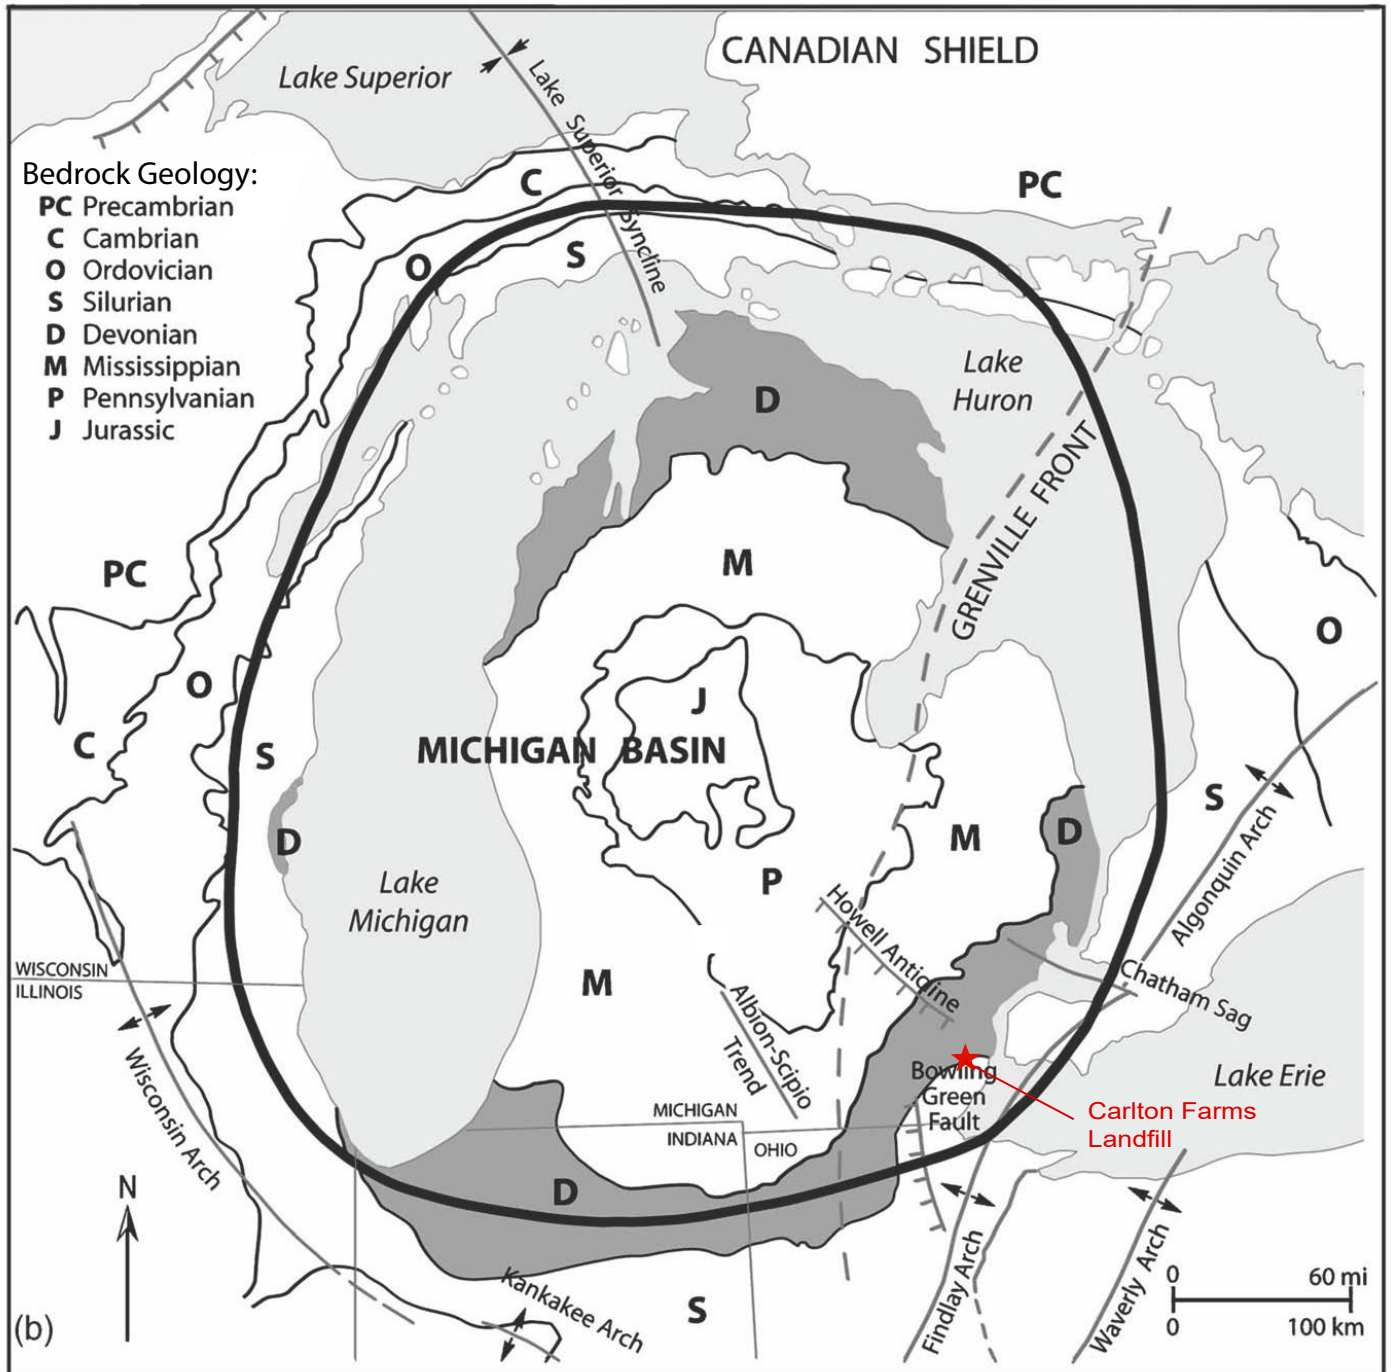 CANADIAN SHIELD
Lake Superior
Lake Superior Syncline
Bedrock Geology:
PC Precambrian
C Cambrian
O Ordovician
S Silurian
D Devonian
M Mississippian
P Pennsylvanian
J Jurassic
C
PC
O
S
Lake
Huron
D
GRENVILLE FRONT
M
PC
O
O
J
C
S
MICHIGAN BASIN
S
D
M
D
P
Lake
Michigan
Howell Anticline
Algonquin Arch
WISCONSIN
ILLINOIS
M
Albion-Scipio
Trend
Chatham Sag
Wisconsin Arch
Bowling
Green
Fault
Lake Erie
Carlton Farms
Landfill
MICHIGAN
INDIANA
OHIO
D
N
Kankakee Arch
S
Findlay Arch
Waverly Arch
0 60 mi
0 100 km
(b)